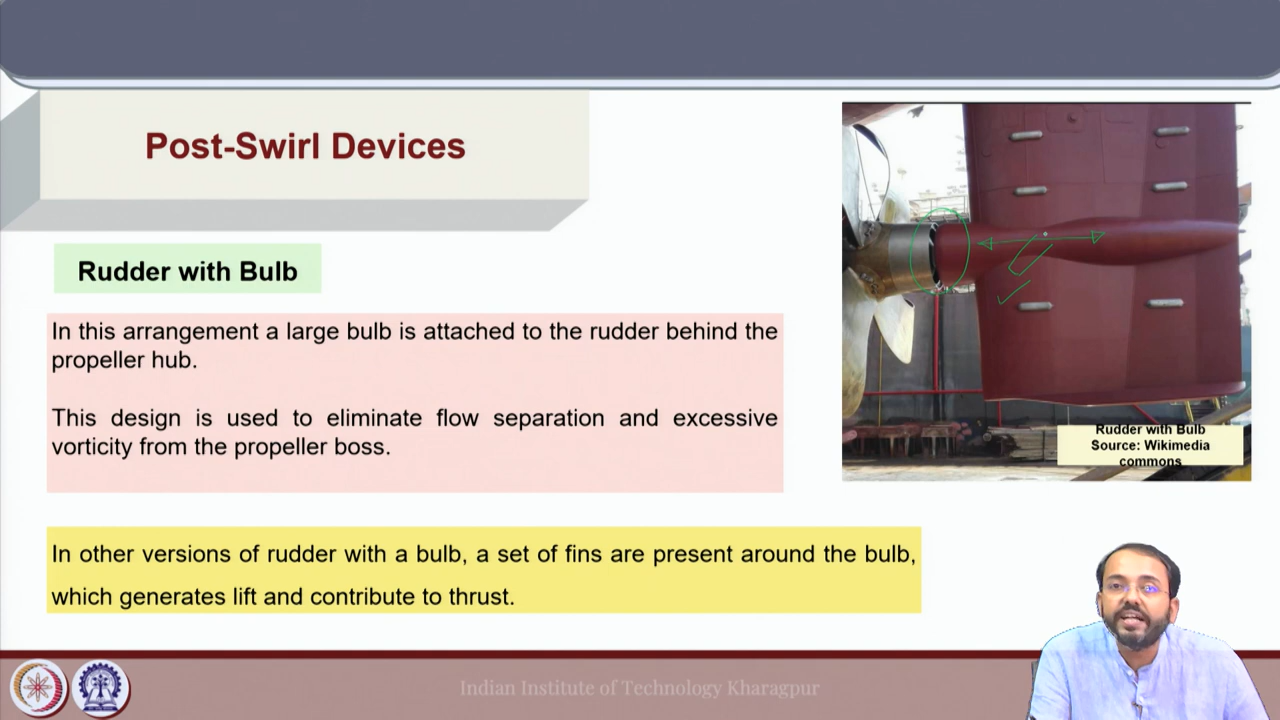 Post-Swirl Devices
Rudder with Bulb
In this arrangement a large bulb is attached to the rudder behind the
propeller hub.
This design is used to eliminate flow separation and excessive
vorticity from the propeller boss.
Rudder with Bulb
Source: Wikimedia
commons
In other versions of rudder with a bulb, a set of fins are present around the bulb,
which generates lift and contribute to thrust.
Indian Institute of Technology Kharagpur